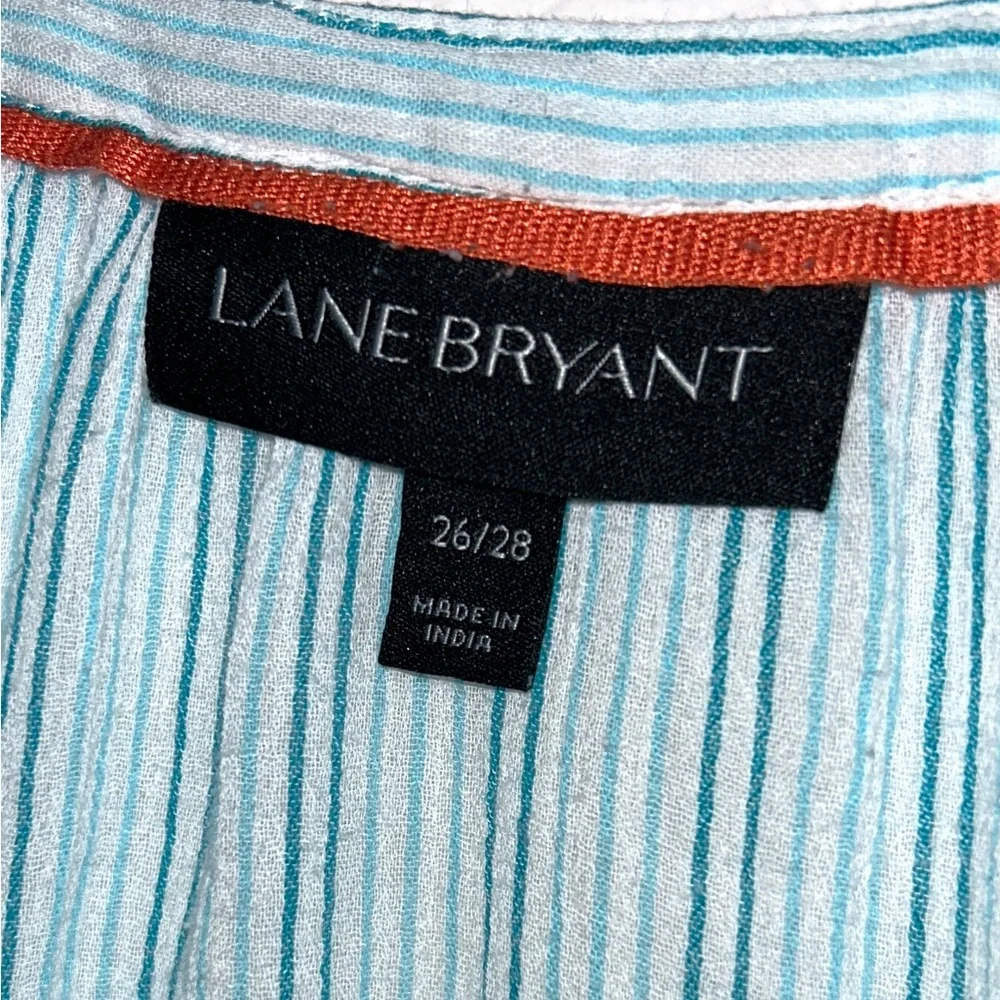 LANE BRYANT
26/28
MADE IN
INDIA